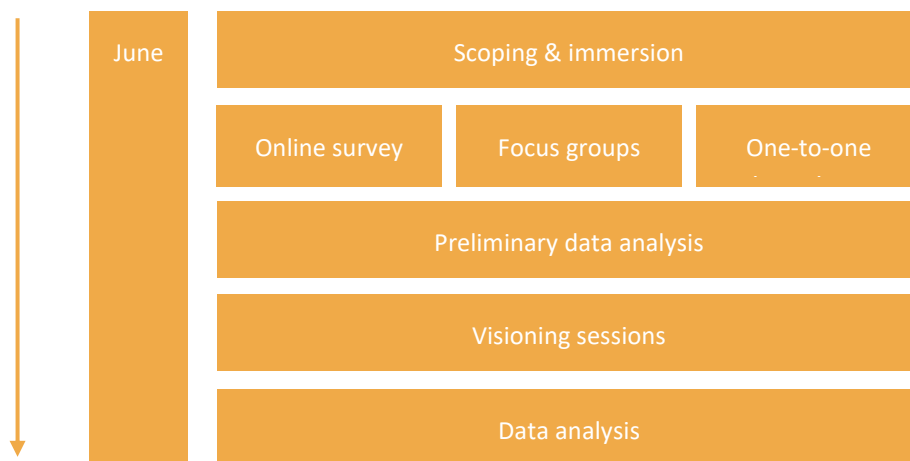 June
Scoping & immersion
Online survey
Focus groups
One-to-one
Preliminary data analysis
Visioning sessions
Data analysis